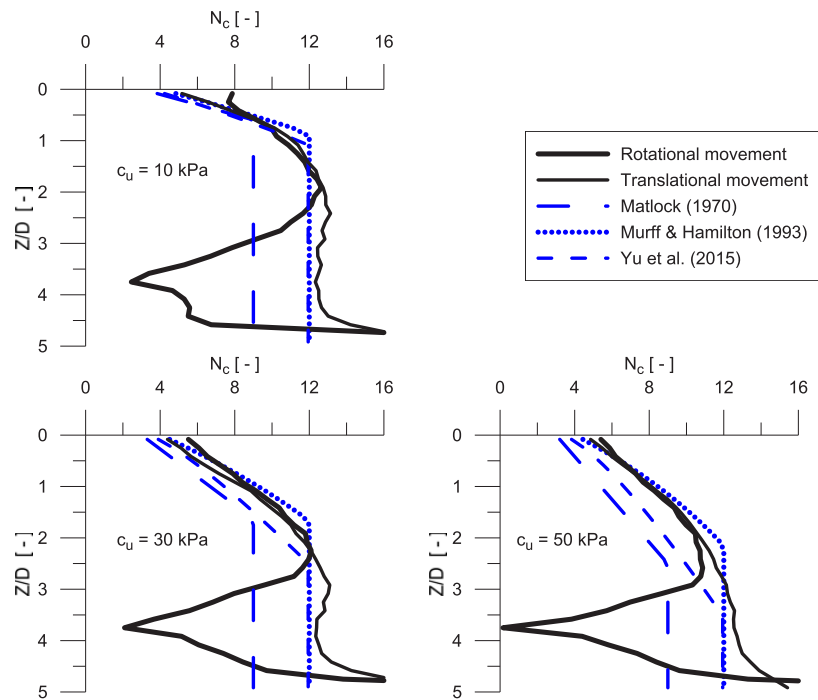 N_c [ - ]
0 4 8 12 16
0
1
2
3
4
5
Z/D [ - ]
c_u = 10 kPa
Rotational movement
Translational movement
Matlock (1970)
Murff & Hamilton (1993)
Yu et al. (2015)
N_c [ - ]
0 4 8 12 16
0
1
2
3
4
5
Z/D [ - ]
c_u = 30 kPa
N_c [ - ]
0 4 8 12 16
0
1
2
3
4
5
Z/D [ - ]
c_u = 50 kPa